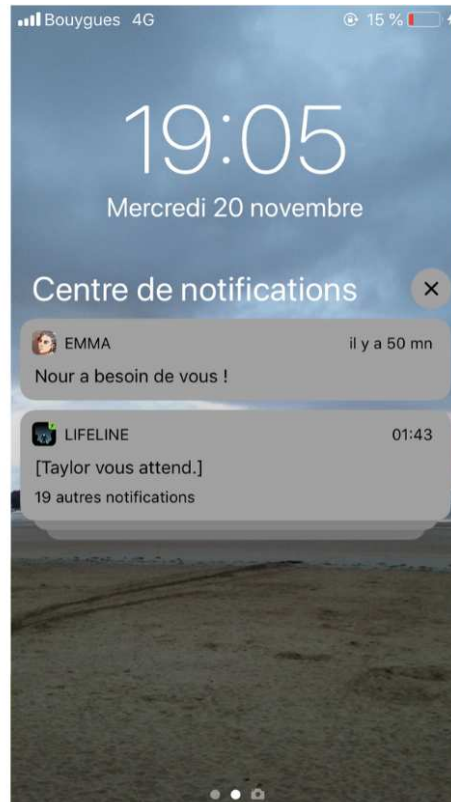 Bouygues 4G 15 %
19:05
Mercredi 20 novembre
Centre de notifications
EMMA il y a 50 mn
Nour a besoin de vous !
LIFELINE 01:43
[Taylor vous attend.]
19 autres notifications